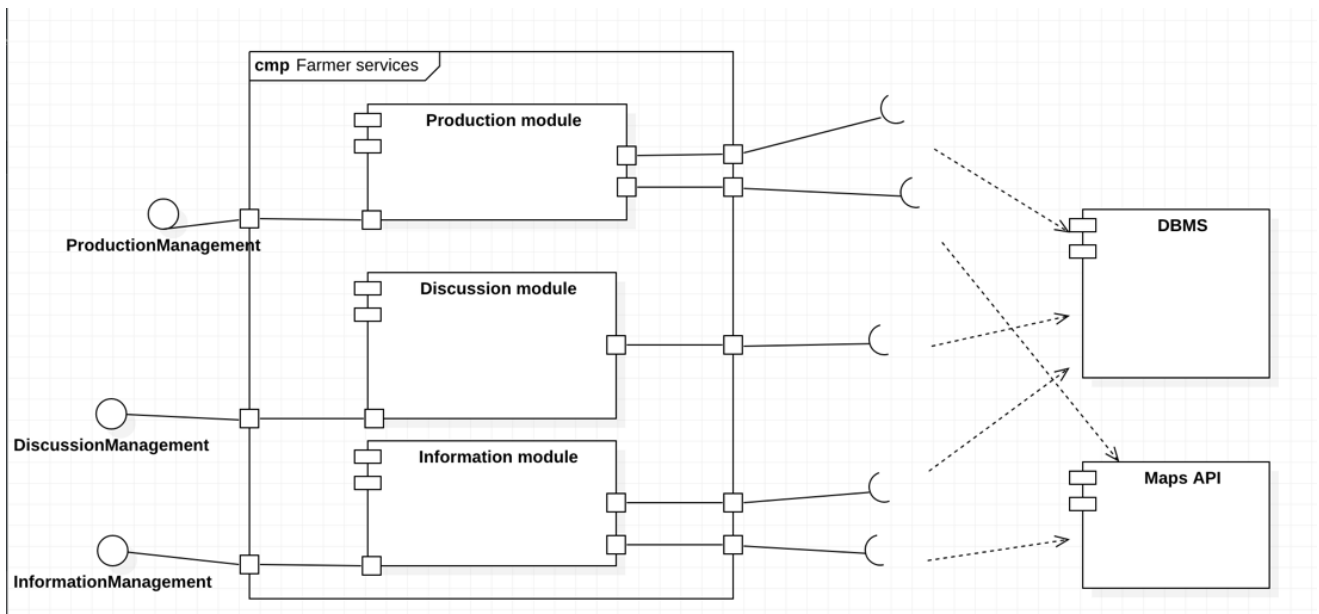 cmp Farmer services
Production module
ProductionManagement
DBMS
Discussion module
DiscussionManagement
Information module
Maps API
InformationManagement